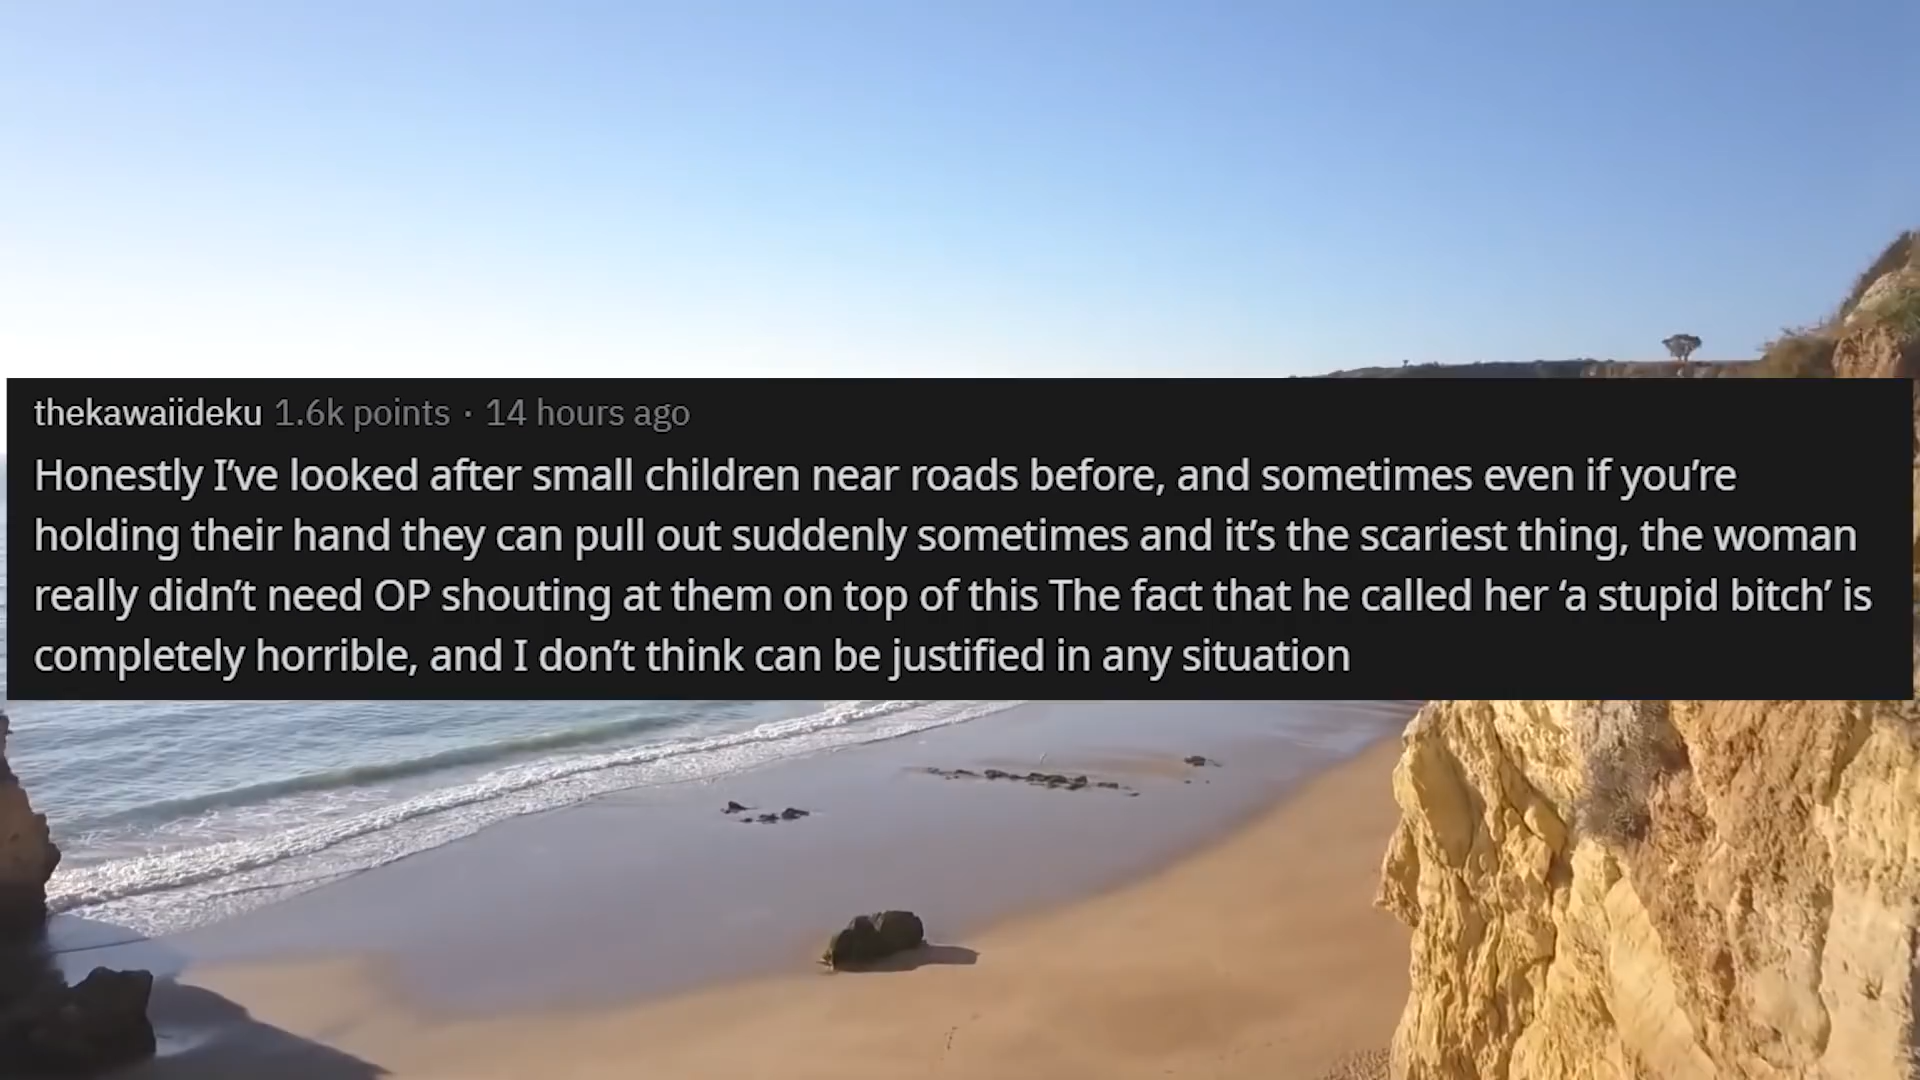 thekawaiideku 1.6k points · 14 hours ago
Honestly I’ve looked after small children near roads before, and sometimes even if you’re
holding their hand they can pull out suddenly sometimes and it’s the scariest thing, the woman
really didn’t need OP shouting at them on top of this The fact that he called her ‘a stupid bitch’ is
completely horrible, and I don’t think can be justified in any situation